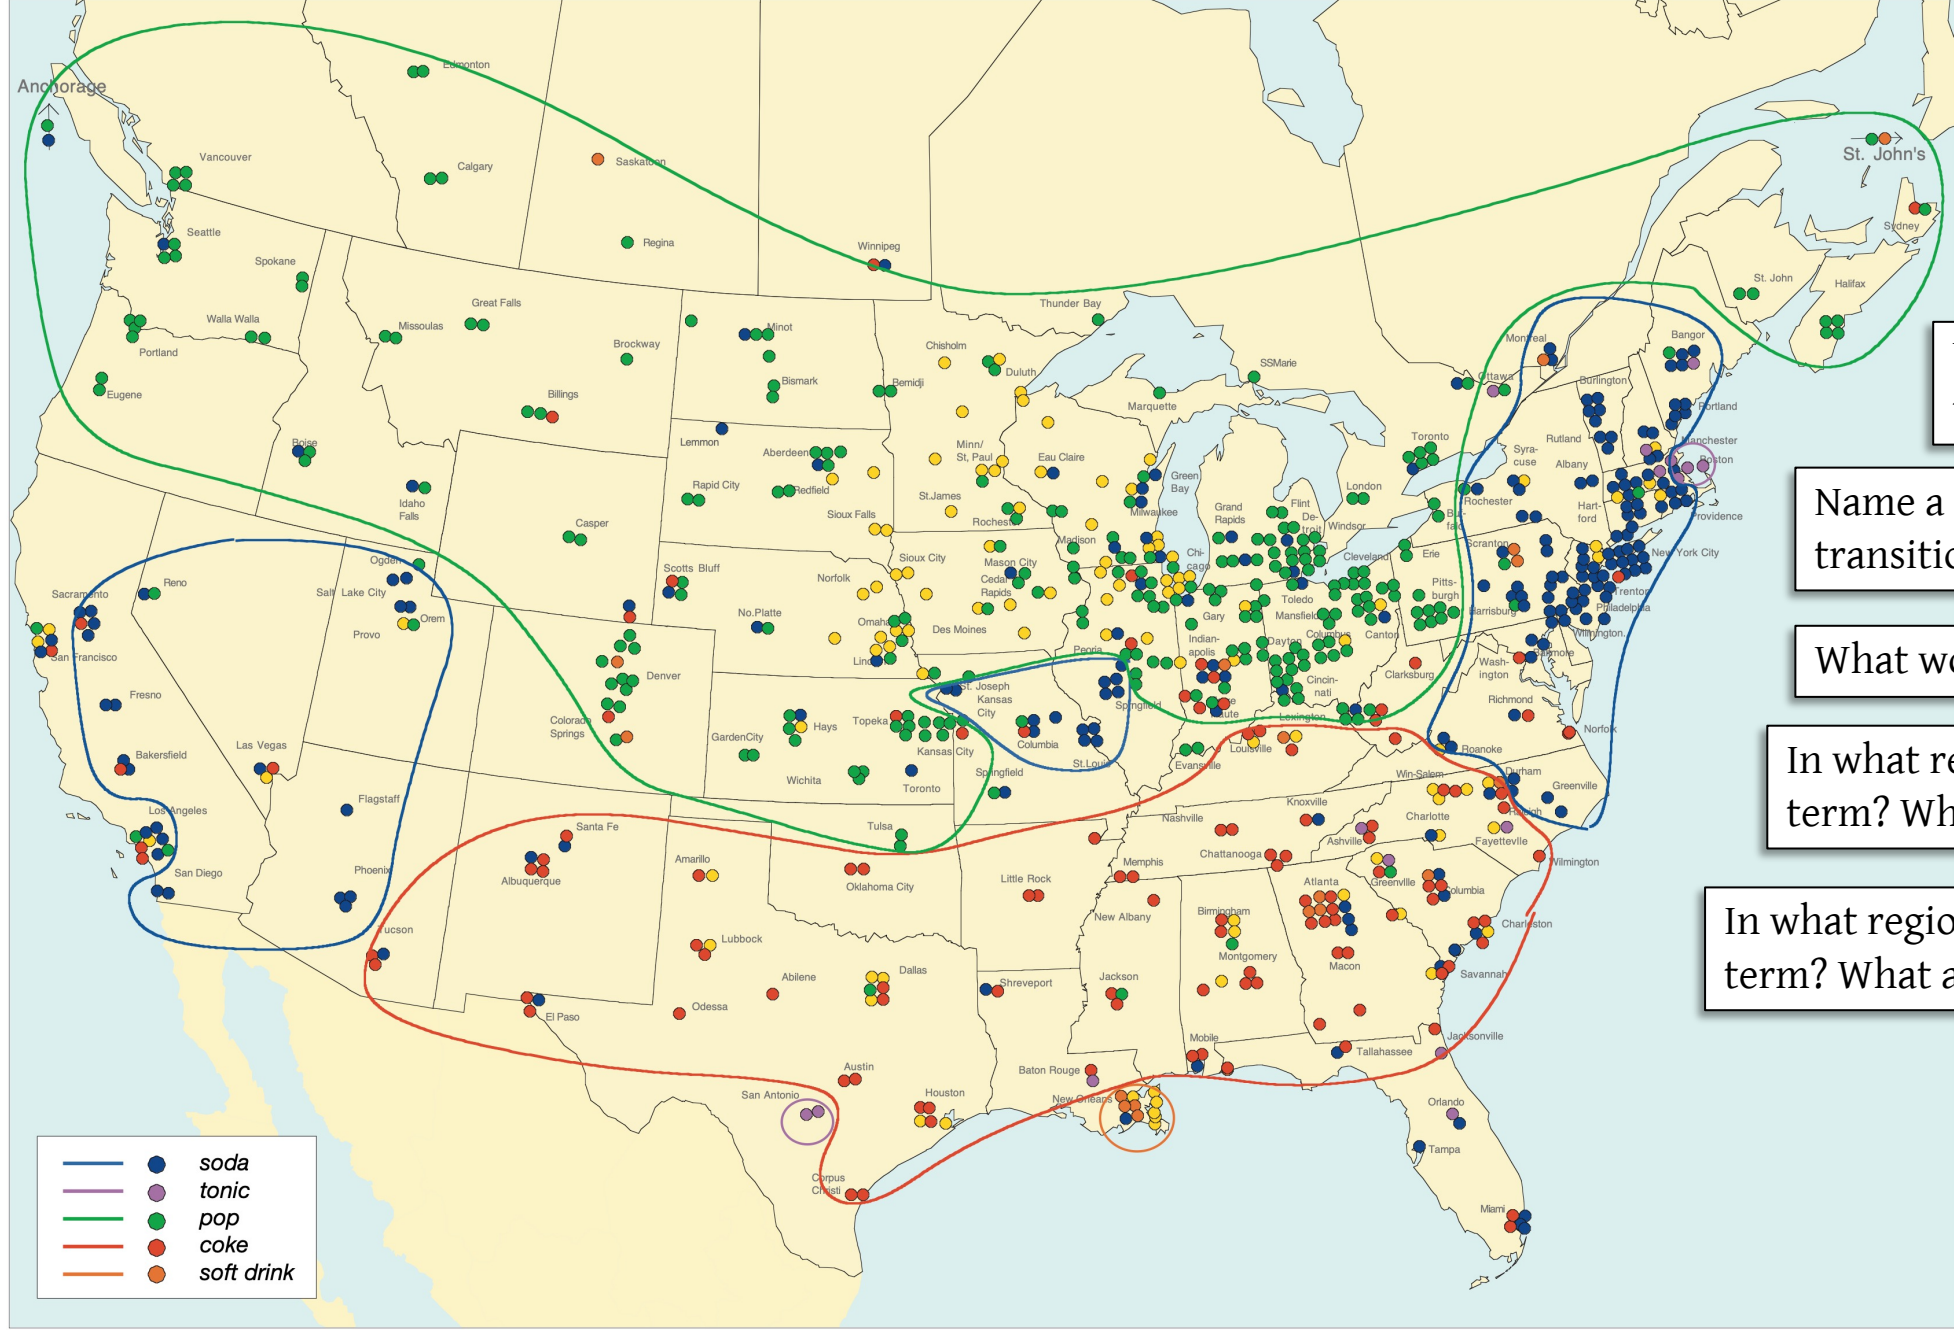 Anchorage
Edmonton
Vancouver
Calgary
Saskatoon
St. John's
Sydney
Seattle
Regina
Winnipeg
Spokane
St. John
Halifax
Great Falls
Thunder Bay
Walla Walla
Missoulas
Minot
Portland
Brockway
Chisholm
Montreal
Bangor
Eugene
Billings
Bismark
Bemidji
Duluth
SSMarie
Ottawa
Burlington
Marquette
Portland
Boise
Lemmon
Aberdeen
Minn/
St, Paul
Eau Claire
Toronto
Rutland
Manchester
Syra-
cuse
Albany
Boston
Idaho
Falls
Rapid City
Redfield
St.James
Green
Bay
London
Rochester
Hart-
ford
Providence
Casper
Sioux Falls
Rochest
Milwaukee
Grand
Rapids
Flint
De-
troit
Windsor
Buf-
falo
Madison
Scranton
New York City
Ogden
Sioux City
Mason City
Chi-
cago
Cleveland
Erie
Reno
Scotts Bluff
Norfolk
Cedar
Rapids
Pitts-
burgh
Trenton
Sacramento
Salt Lake City
Orem
Provo
No.Platte
Omaha
Des Moines
Gary
Toledo
Mansfield
Harrisburg
Philadelphia
San Francisco
Lin
Peoria
Indian-
apolis
Dayton
Columbus
Canton
Wilmington.
Baltimore
Denver
St. Joseph
Kansas
City
Springfield
Cincin-
nati
Clarksburg
Wash-
ington
Fresno
Colorado
Springs
Hays
Topeka
Haute
Lexington
Richmond
Bakersfield
Las Vegas
GardenCity
Kansas City
Columbia
St.Louis
Louisville
Roanoke
Norfolk
Wichita
Toronto
Springfield
Evansville
Win-Salem
Durham
Greenville
Flagstaff
Los Angeles
Santa Fe
Tulsa
Nashville
Knoxville
Charlotte
Raleigh
Ashville
Fayettevlle
Phoenix
San Diego
Albuquerque
Amarillo
Oklahoma City
Little Rock
Memphis
Chattanooga
Wilmington
Atlanta
Greenvlle
Columbia
New Albany
Birmingham
Charleston
Tucson
Lubbock
Montgomery
Abilene
Dallas
Jackson
Macon
Savannah
El Paso
Odessa
Shreveport
Mobile
Jacksonville
Tallahassee
Austin
Baton Rouge
San Antonio
Houston
New Orleans
Orlando
Tampa
Corpus
Christi
Miami
soda
tonic
pop
coke
soft drink
Name a
transitio
What wo
In what re
term? Wh
In what regio
term? What a